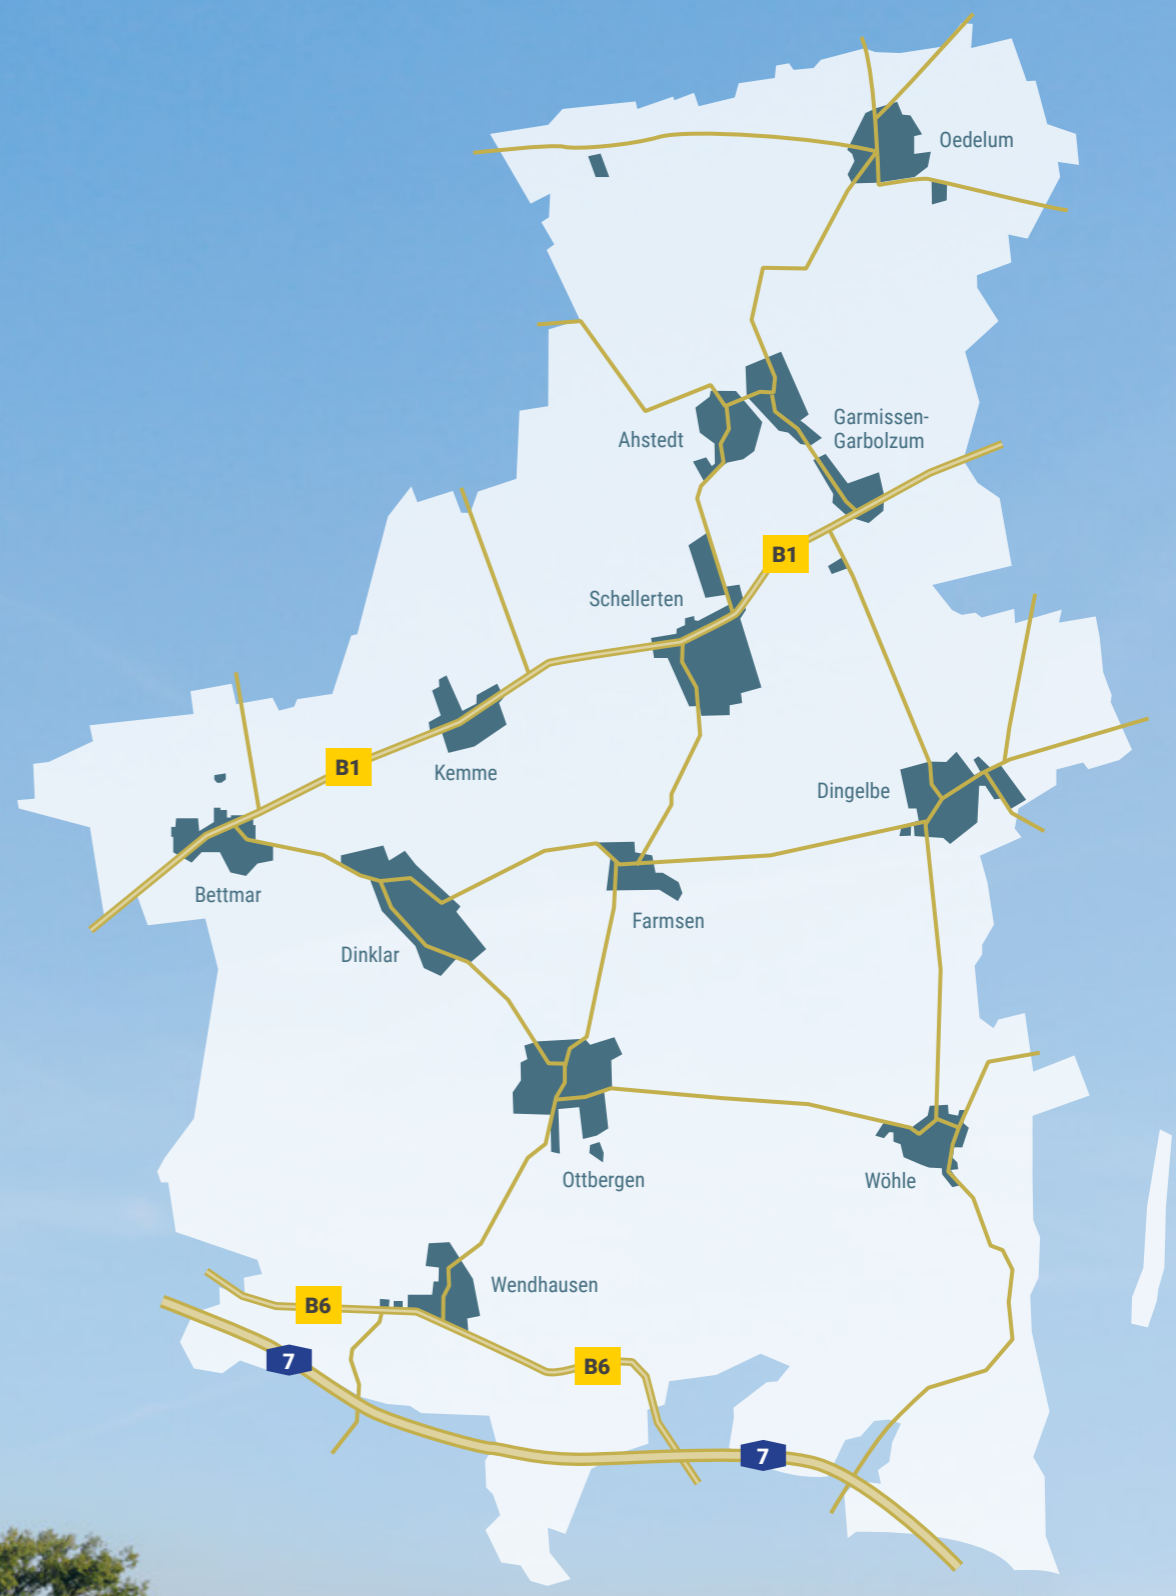 Oedelum
Garmissen-
Garbolzum
Ahstedt
B1
Schellerten
B1
Kemme
Dingelbe
Bettmar
Farmsen
Dinklar
Ottbergen
Wöhle
Wendhausen
B6
7
B6
7